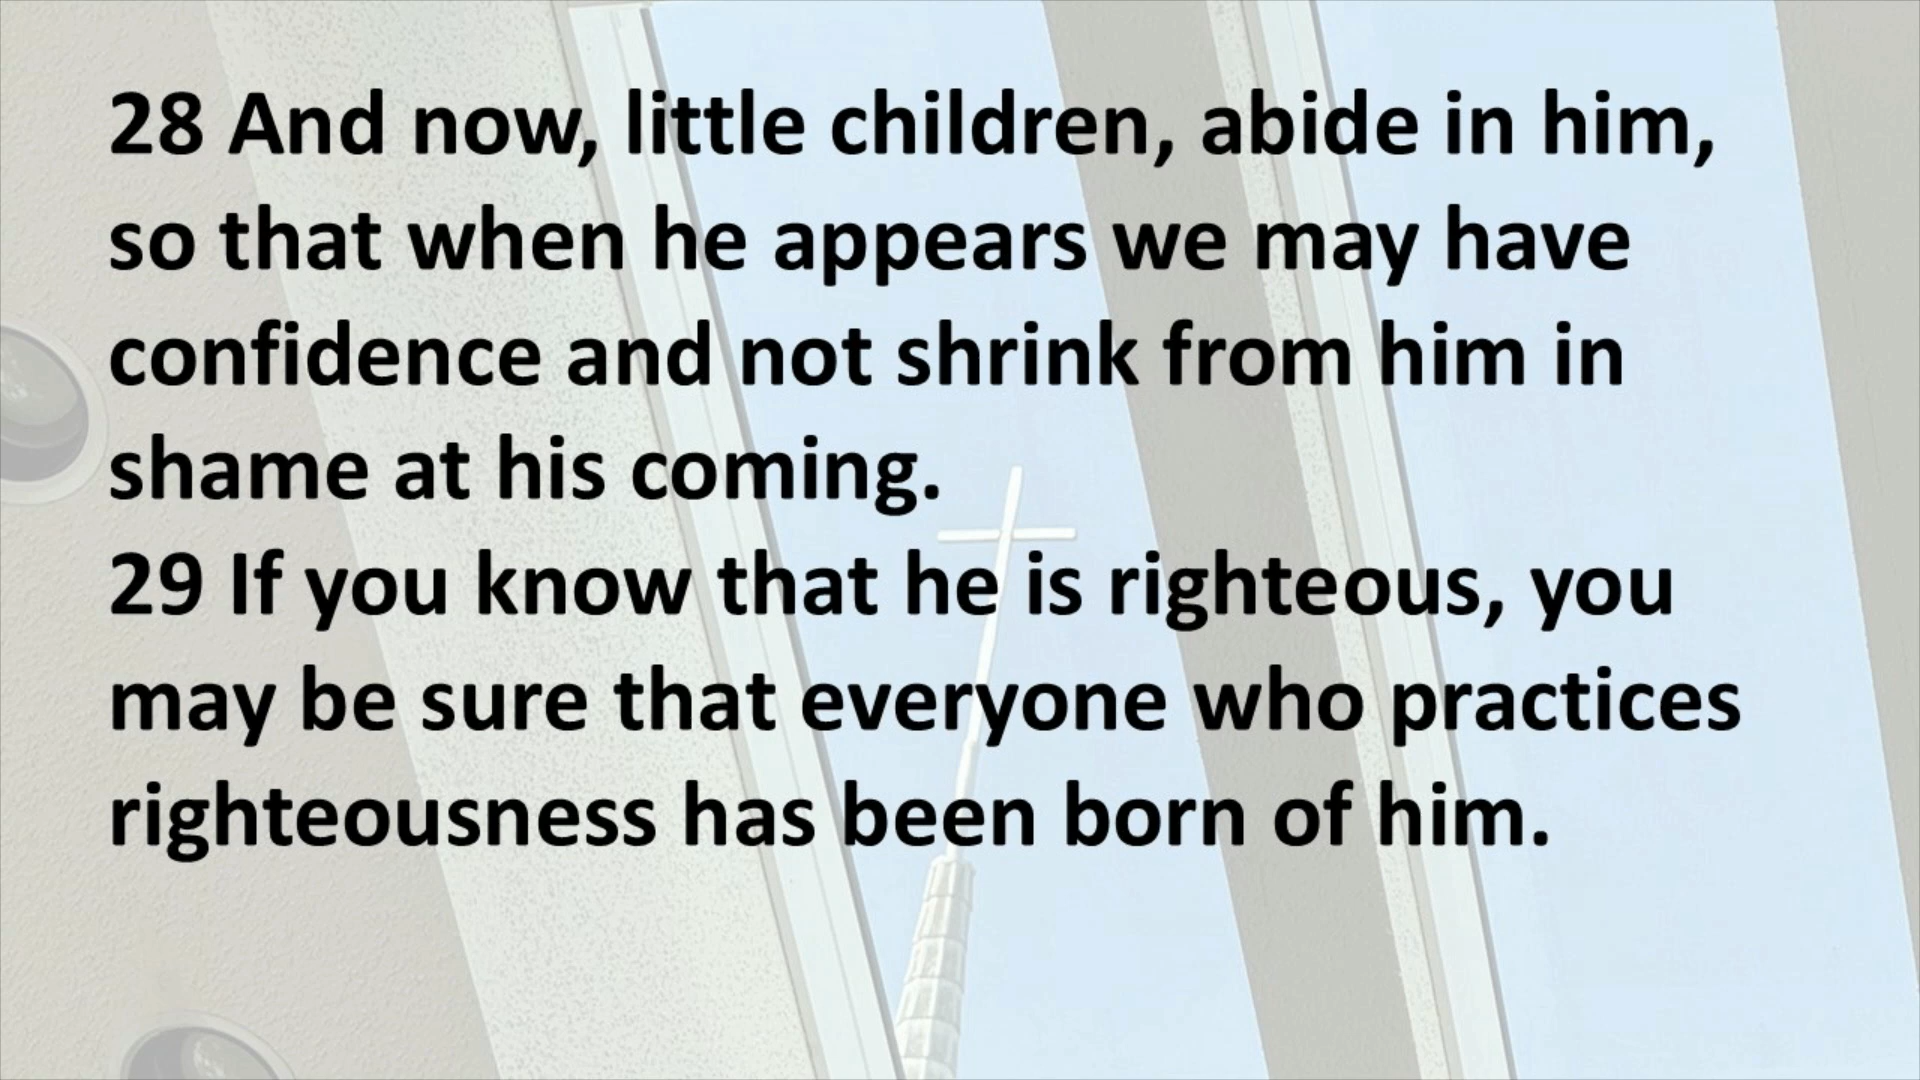 28 And now, little children, abide in him,
so that when he appears we may have
confidence and not shrink from him in
shame at his coming.
29 If you know that he is righteous, you
may be sure that everyone who practices
righteousness has been born of him.